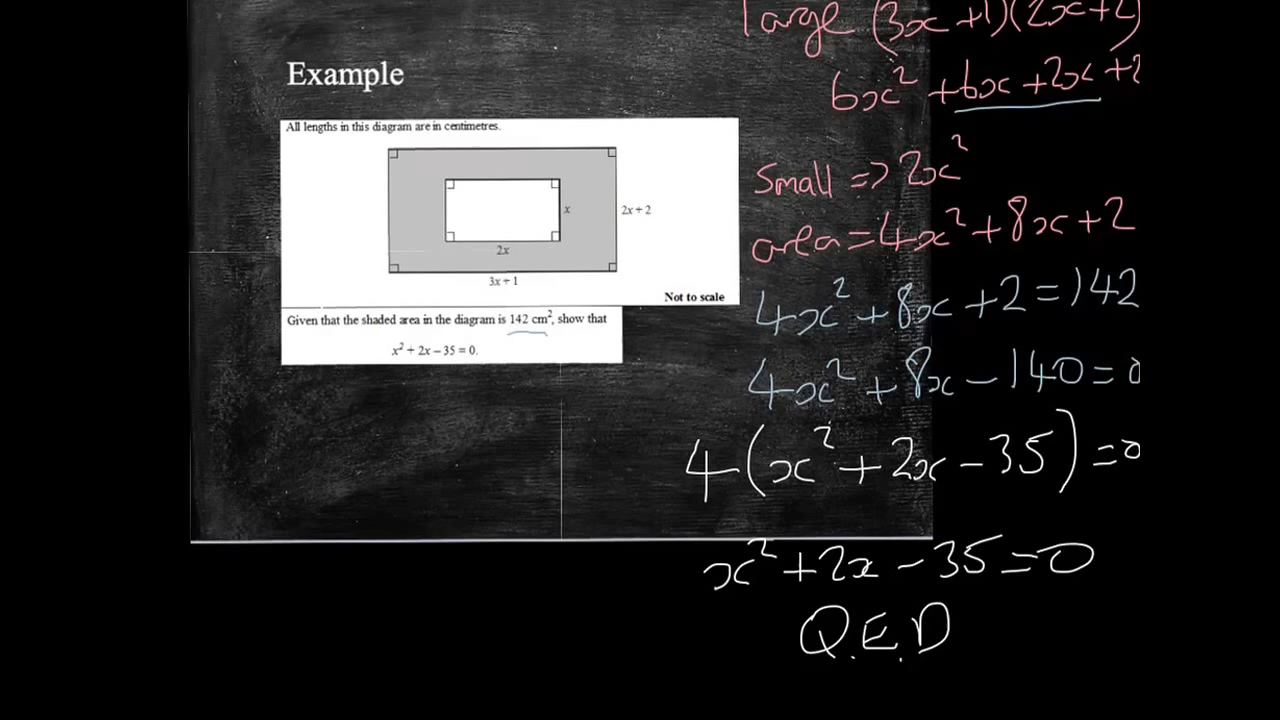 Example
All lengths in this diagram are in centimetres.
x
2x + 2
2x
3x + 1
Not to scale
Given that the shaded area in the diagram is 142 cm², show that
x² + 2x – 35 = 0.
large (3x+1)(2x+2)
6x² +6x +2x +2
small => 2x²
area = 4x² + 8x + 2
4x² + 8x + 2 = 142
4x² + 8x - 140 = 0
4(x² + 2x - 35) = 0
x² + 2x - 35 = 0
Q.E.D